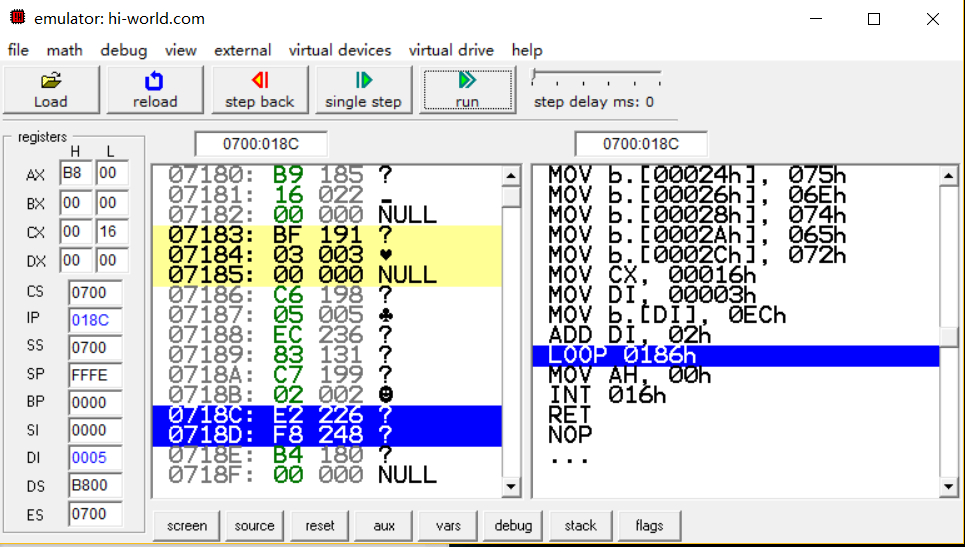 emulator: hi-world.com
file math debug view external virtual devices virtual drive help
Load reload step back single step run step delay ms: 0
registers
H L
AX B8 00
BX 00 00
CX 00 16
DX 00 00
CS 0700
IP 018C
SS 0700
SP FFFE
BP 0000
SI 0000
DI 0005
DS B800
ES 0700
0700:018C
07180: B9 185 ?
07181: 16 022 _
07182: 00 000 NULL
07183: BF 191 ?
07184: 03 003 ♥
07185: 00 000 NULL
07186: C6 198 ?
07187: 05 005 ♣
07188: EC 236 ?
07189: 83 131 ?
0718A: C7 199 ?
0718B: 02 002 ☻
0718C: E2 226 ?
0718D: F8 248 ?
0718E: B4 180 ?
0718F: 00 000 NULL
0700:018C
MOV b.[00024h], 075h
MOV b.[00026h], 06Eh
MOV b.[00028h], 074h
MOV b.[0002Ah], 065h
MOV b.[0002Ch], 072h
MOV CX, 00016h
MOV DI, 00003h
MOV b.[DI], 0ECh
ADD DI, 02h
LOOP 0186h
MOV AH, 00h
INT 016h
RET
NOP
...
screen source reset aux vars debug stack flags